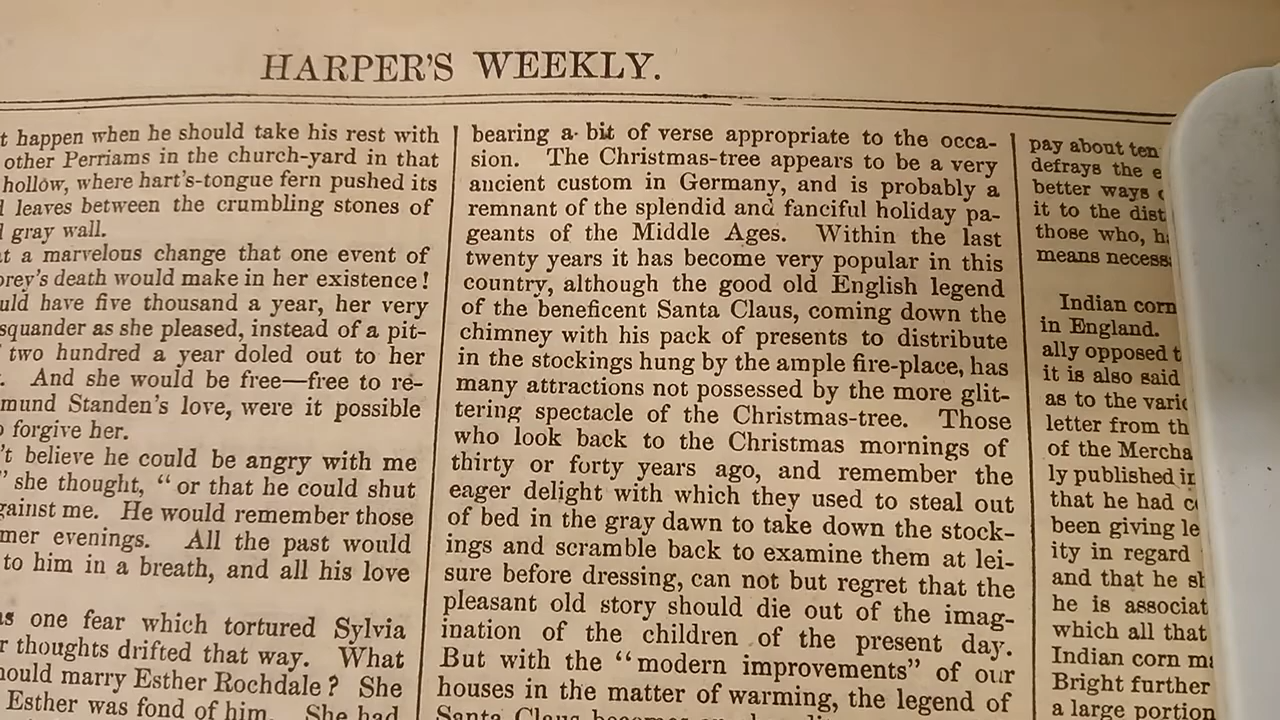 HARPER'S WEEKLY.
t happen when he should take his rest with
other Perriams in the church-yard in that
hollow, where hart's-tongue fern pushed its
leaves between the crumbling stones of
gray wall.
at a marvelous change that one event of
orey's death would make in her existence!
uld have five thousand a year, her very
squander as she pleased, instead of a pit-
two hundred a year doled out to her
. And she would be free—free to re-
mund Standen's love, were it possible
forgive her.
't believe he could be angry with me
" she thought, "or that he could shut
gainst me. He would remember those
mer evenings. All the past would
to him in a breath, and all his love
as one fear which tortured Sylvia
r thoughts drifted that way. What
hould marry Esther Rochdale? She
Esther was fond of him. She had
bearing a bit of verse appropriate to the occa-
sion. The Christmas-tree appears to be a very
ancient custom in Germany, and is probably a
remnant of the splendid and fanciful holiday pa-
geants of the Middle Ages. Within the last
twenty years it has become very popular in this
country, although the good old English legend
of the beneficent Santa Claus, coming down the
chimney with his pack of presents to distribute
in the stockings hung by the ample fire-place, has
many attractions not possessed by the more glit-
tering spectacle of the Christmas-tree. Those
who look back to the Christmas mornings of
thirty or forty years ago, and remember the
eager delight with which they used to steal out
of bed in the gray dawn to take down the stock-
ings and scramble back to examine them at lei-
sure before dressing, can not but regret that the
pleasant old story should die out of the imag-
ination of the children of the present day.
But with the "modern improvements" of our
houses in the matter of warming, the legend of
Santa Claus becomes
pay about ten
defrays the e
better ways
it to the dist
those who, h
means necess
Indian corn
in England.
ally opposed t
it is also said
as to the vari
letter from th
of the Mercha
ly published in
that he had c
been giving le
ity in regard
and that he sh
he is associat
which all that
Indian corn m
Bright further
a large portion